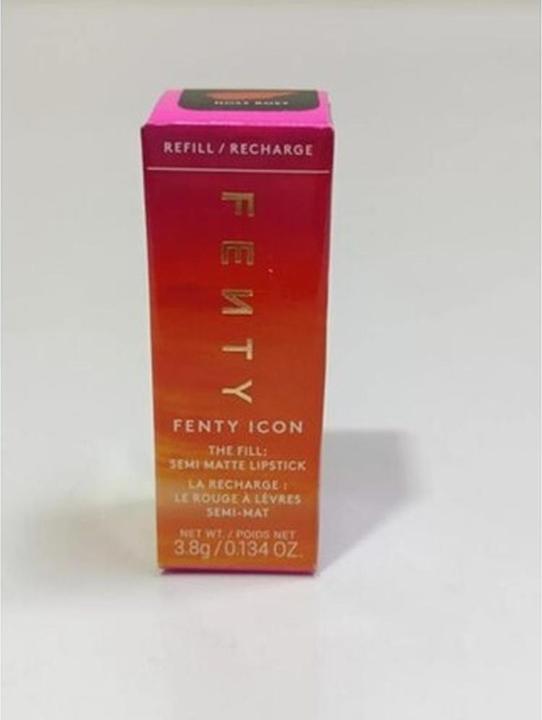 REFILL / RECHARGE
FENTY
FENTY ICON
THE FILL:
SEMI MATTE LIPSTICK
LA RECHARGE :
LE ROUGE À LÈVRES
SEMI-MAT
NET WT. / POIDS NET
3.8g / 0.134 OZ.